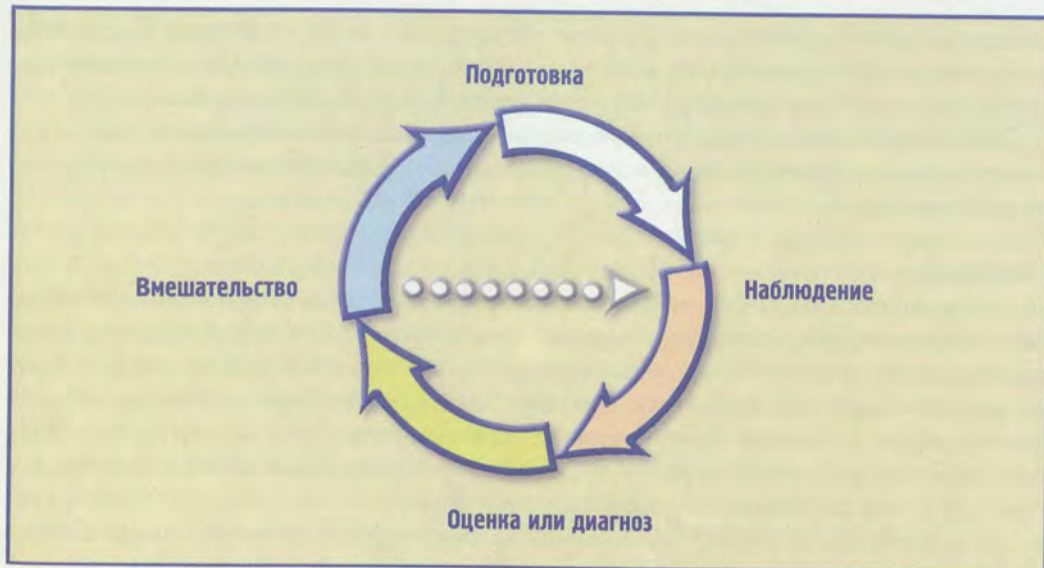 Подготовка
Вмешательство
Наблюдение
Оценка или диагноз